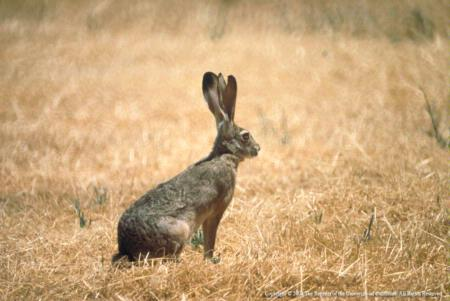 Copyright © The Regents of the University of California. All Rights Reserved.